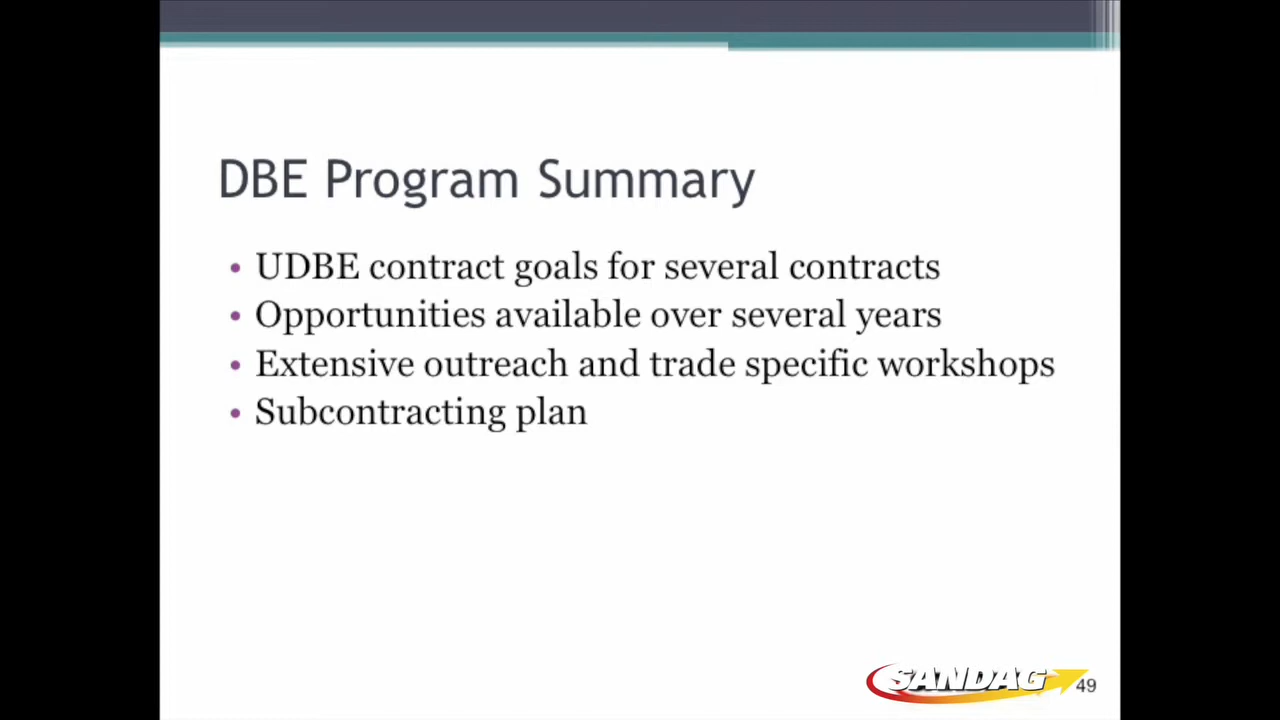 DBE Program Summary
• UDBE contract goals for several contracts
• Opportunities available over several years
• Extensive outreach and trade specific workshops
• Subcontracting plan
SANDAG
49